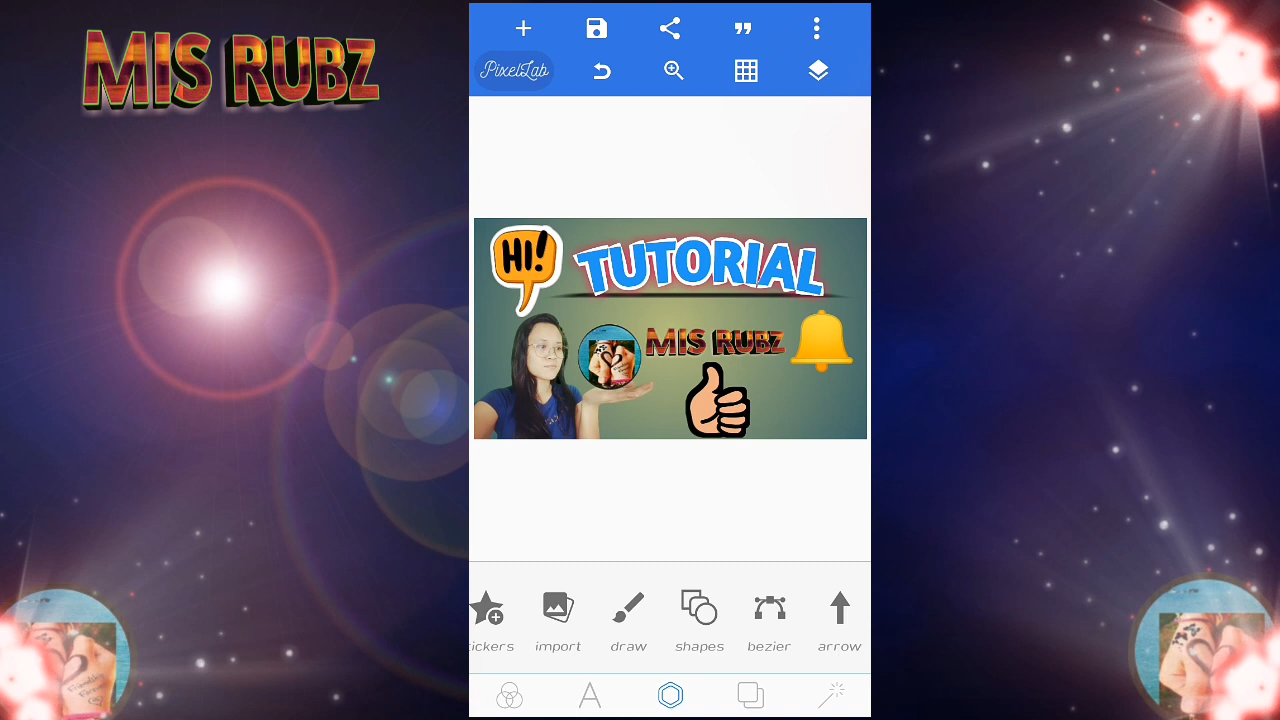 MIS RUBZ
PixelLab
HI!
TUTORIAL
MIS RUBZ
ickers
import
draw
shapes
bezier
arrow